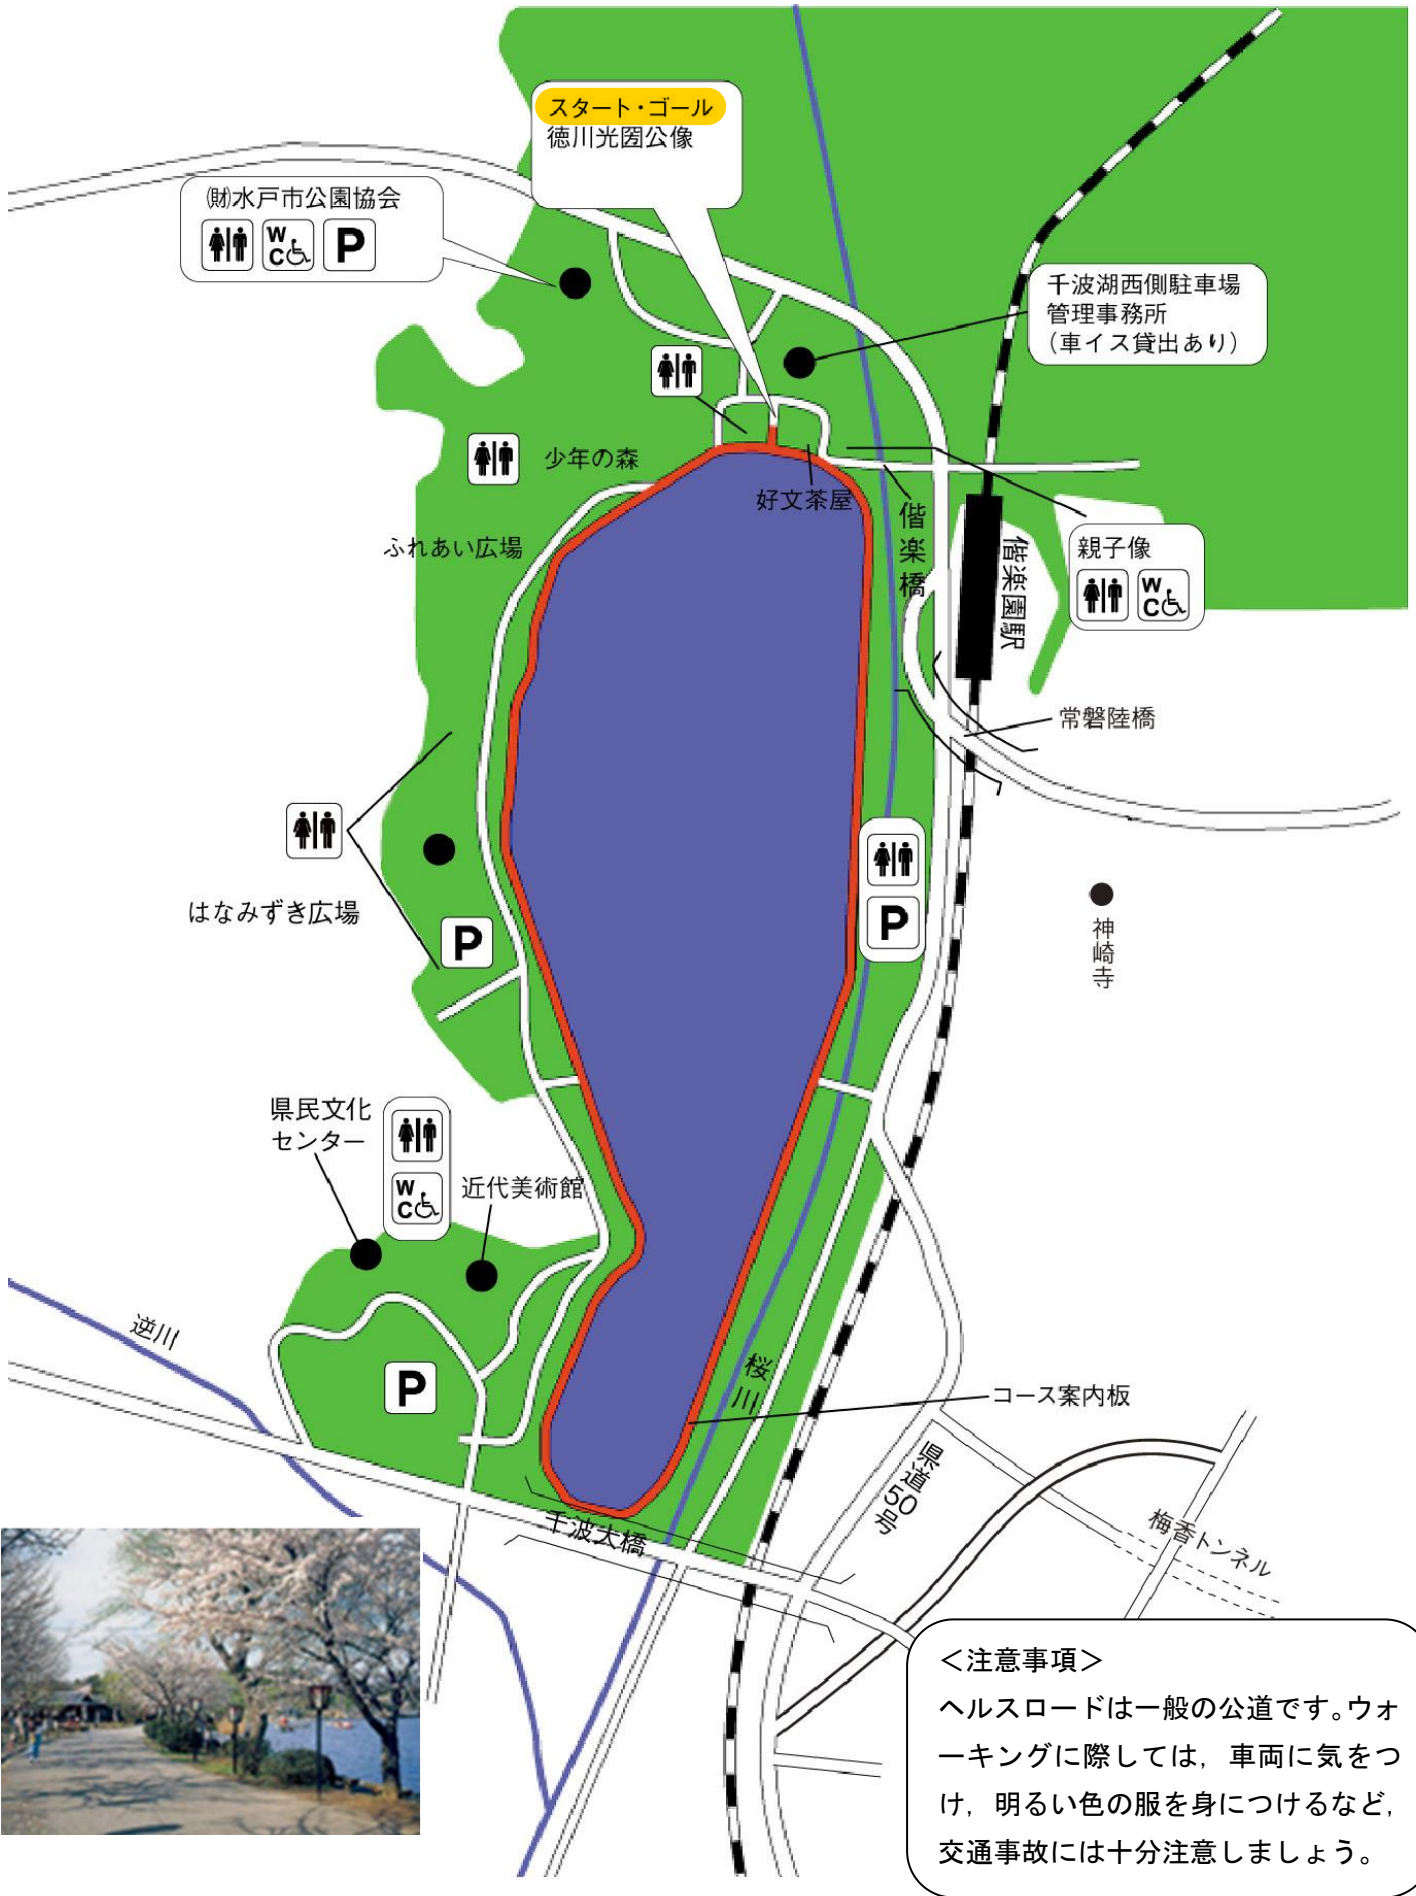 スタート・ゴール
徳川光圀公像
㈶水戸市公園協会
WC
P
千波湖西側駐車場
管理事務所
(車イス貸出あり)
少年の森
好文茶屋
偕楽橋
ふれあい広場
偕楽園駅
親子像
WC
常磐陸橋
P
はなみずき広場
P
神崎寺
県民文化
センター
WC
近代美術館
逆川
P
桜川
コース案内板
県道50号
千波大橋
梅香トンネル
<注意事項>
ヘルスロードは一般の公道です。ウォ
ーキングに際しては，車両に気をつ
け，明るい色の服を身につけるなど，
交通事故には十分注意しましょう。